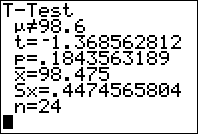 T-Test
μ≠98.6
t=-1.368562812
p=.1843563189
x̄=98.475
Sx=.4474565804
n=24